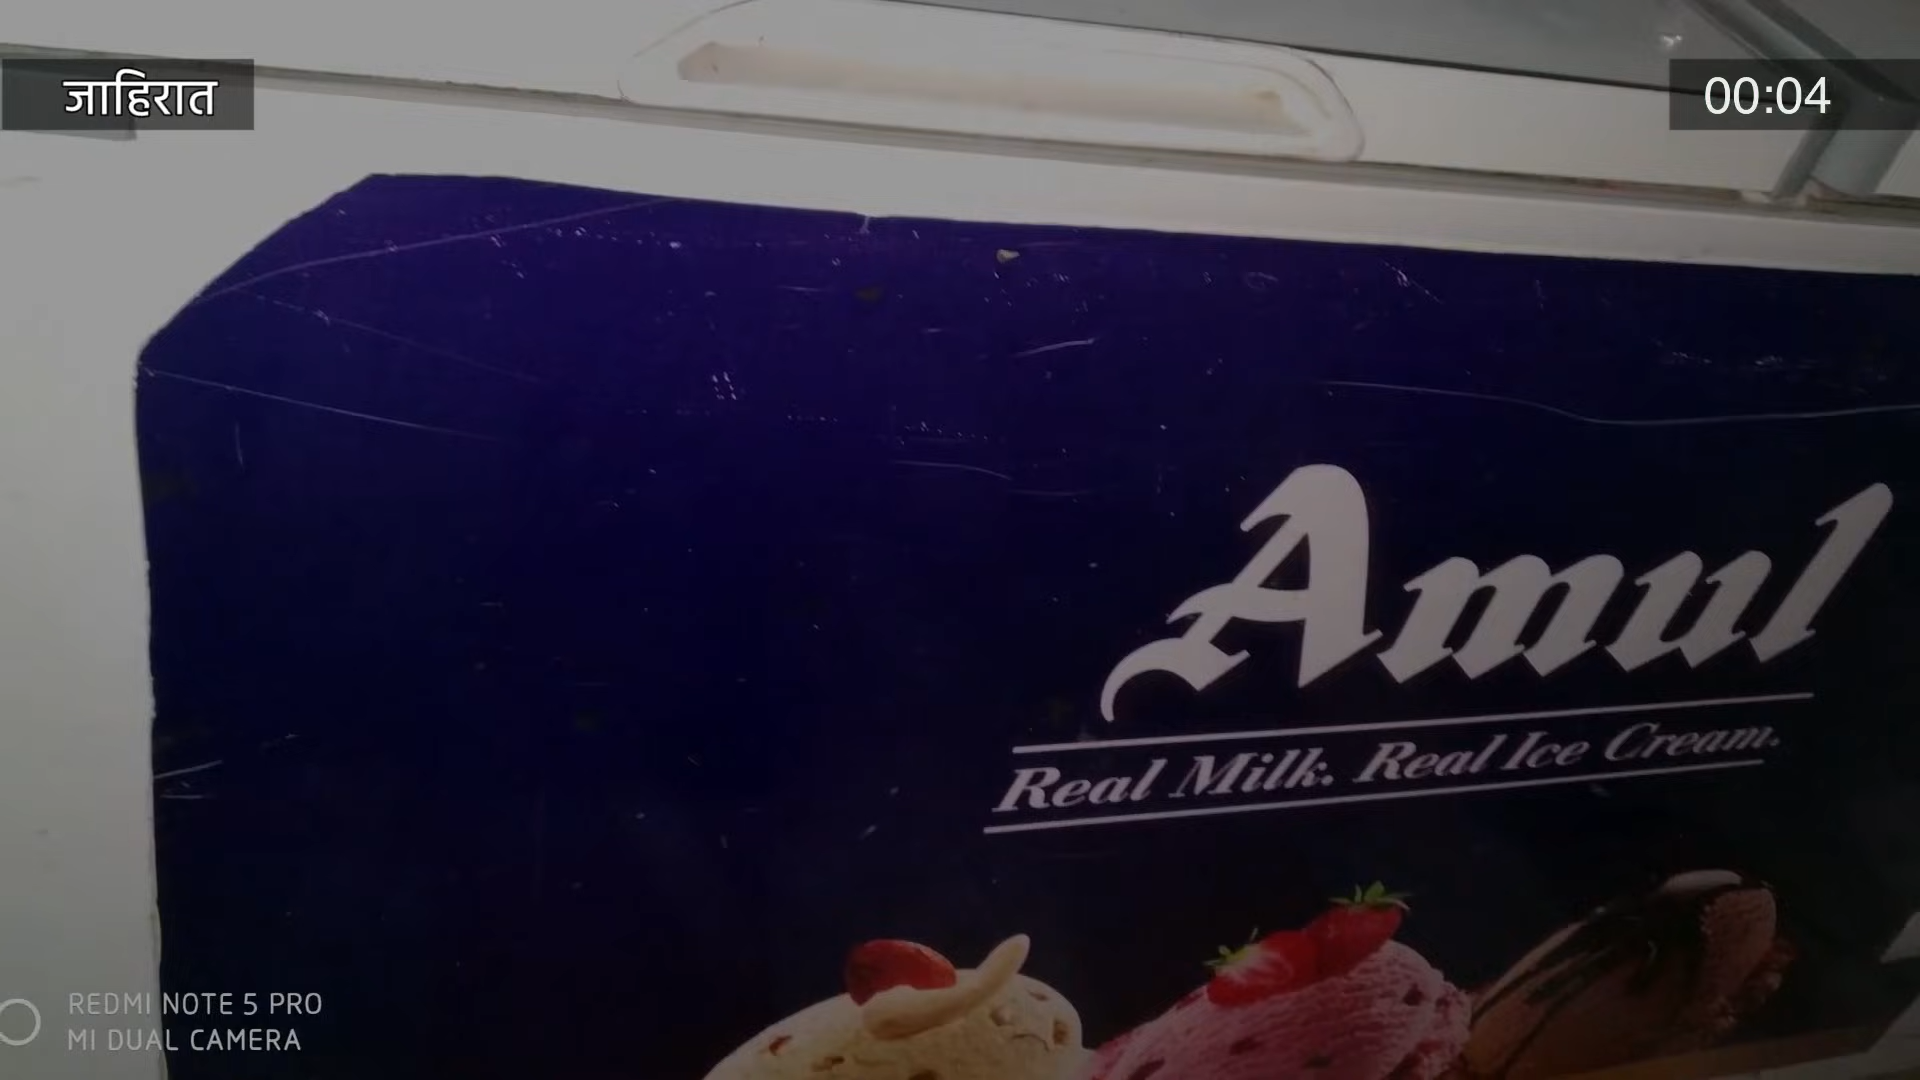 जाहिरात
00:04
Amul
Real Milk. Real Ice Cream.
REDMI NOTE 5 PRO
MI DUAL CAMERA